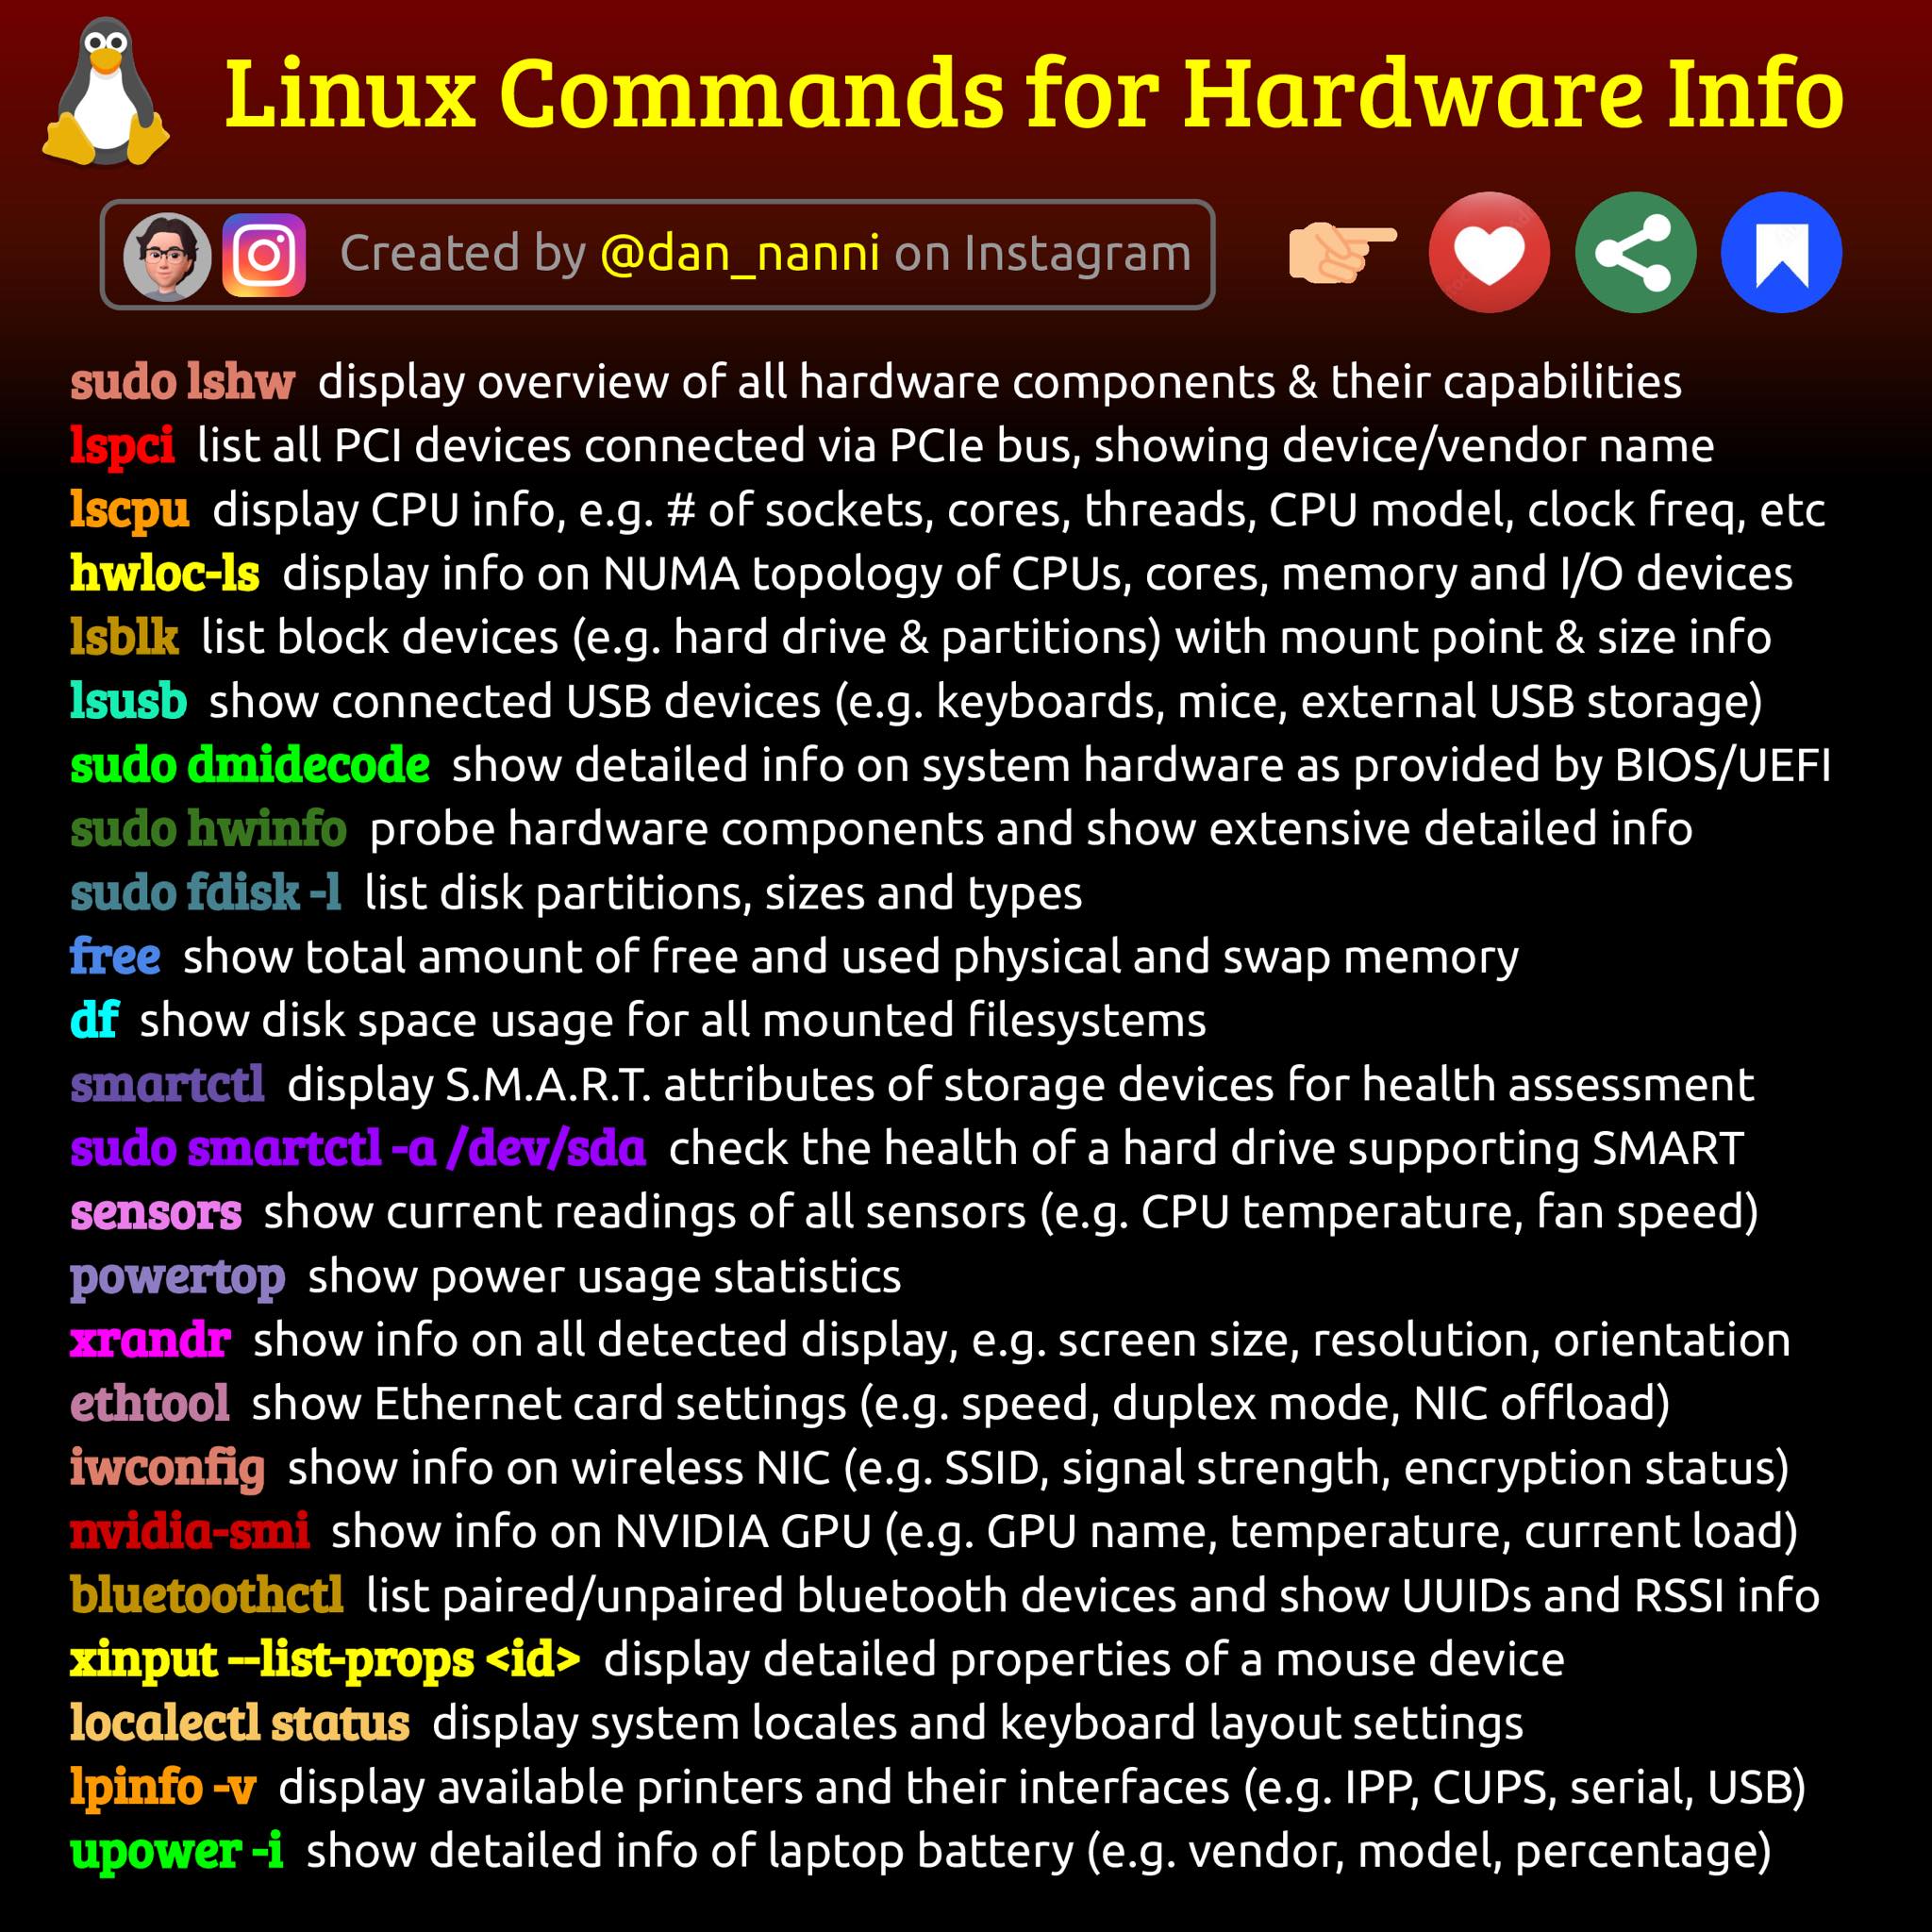 Linux Commands for Hardware Info
Created by @dan_nanni on Instagram
sudo lshw display overview of all hardware components & their capabilities
lspci list all PCI devices connected via PCIe bus, showing device/vendor name
lscpu display CPU info, e.g. # of sockets, cores, threads, CPU model, clock freq, etc
hwloc-ls display info on NUMA topology of CPUs, cores, memory and I/O devices
lsblk list block devices (e.g. hard drive & partitions) with mount point & size info
lsusb show connected USB devices (e.g. keyboards, mice, external USB storage)
sudo dmidecode show detailed info on system hardware as provided by BIOS/UEFI
sudo hwinfo probe hardware components and show extensive detailed info
sudo fdisk -l list disk partitions, sizes and types
free show total amount of free and used physical and swap memory
df show disk space usage for all mounted filesystems
smartctl display S.M.A.R.T. attributes of storage devices for health assessment
sudo smartctl -a /dev/sda check the health of a hard drive supporting SMART
sensors show current readings of all sensors (e.g. CPU temperature, fan speed)
powertop show power usage statistics
xrandr show info on all detected display, e.g. screen size, resolution, orientation
ethtool show Ethernet card settings (e.g. speed, duplex mode, NIC offload)
iwconfig show info on wireless NIC (e.g. SSID, signal strength, encryption status)
nvidia-smi show info on NVIDIA GPU (e.g. GPU name, temperature, current load)
bluetoothctl list paired/unpaired bluetooth devices and show UUIDs and RSSI info
xinput --list-props <id> display detailed properties of a mouse device
localectl status display system locales and keyboard layout settings
lpinfo -v display available printers and their interfaces (e.g. IPP, CUPS, serial, USB)
upower -i show detailed info of laptop battery (e.g. vendor, model, percentage)